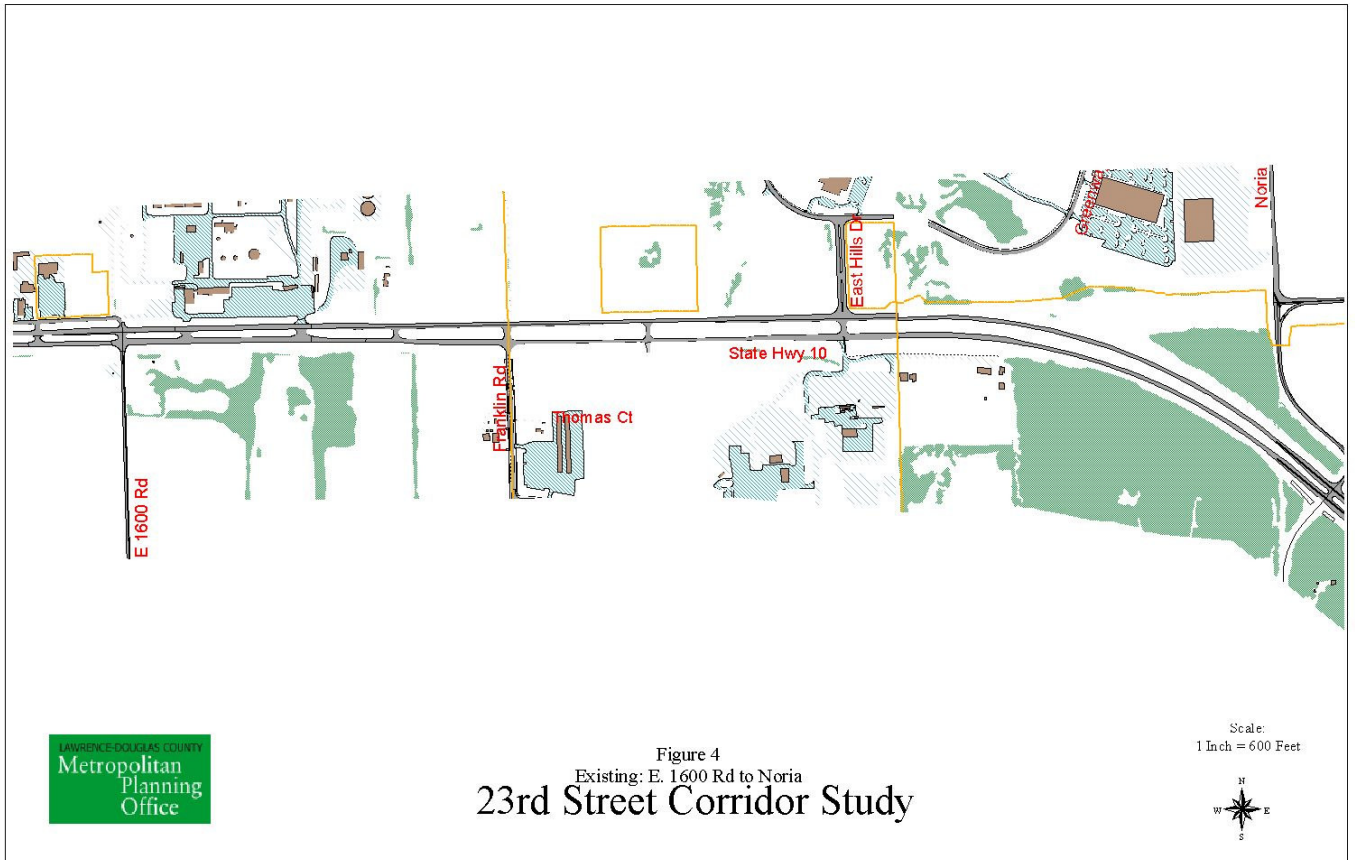 Noria
Greenwa
East Hills Dr
State Hwy 10
Franklin Rd
Thomas Ct
E 1600 Rd
LAWRENCE-DOUGLAS COUNTY
Metropolitan
Planning
Office
Figure 4
Existing: E. 1600 Rd to Noria
23rd Street Corridor Study
Scale:
1 Inch = 600 Feet
N
W E
S